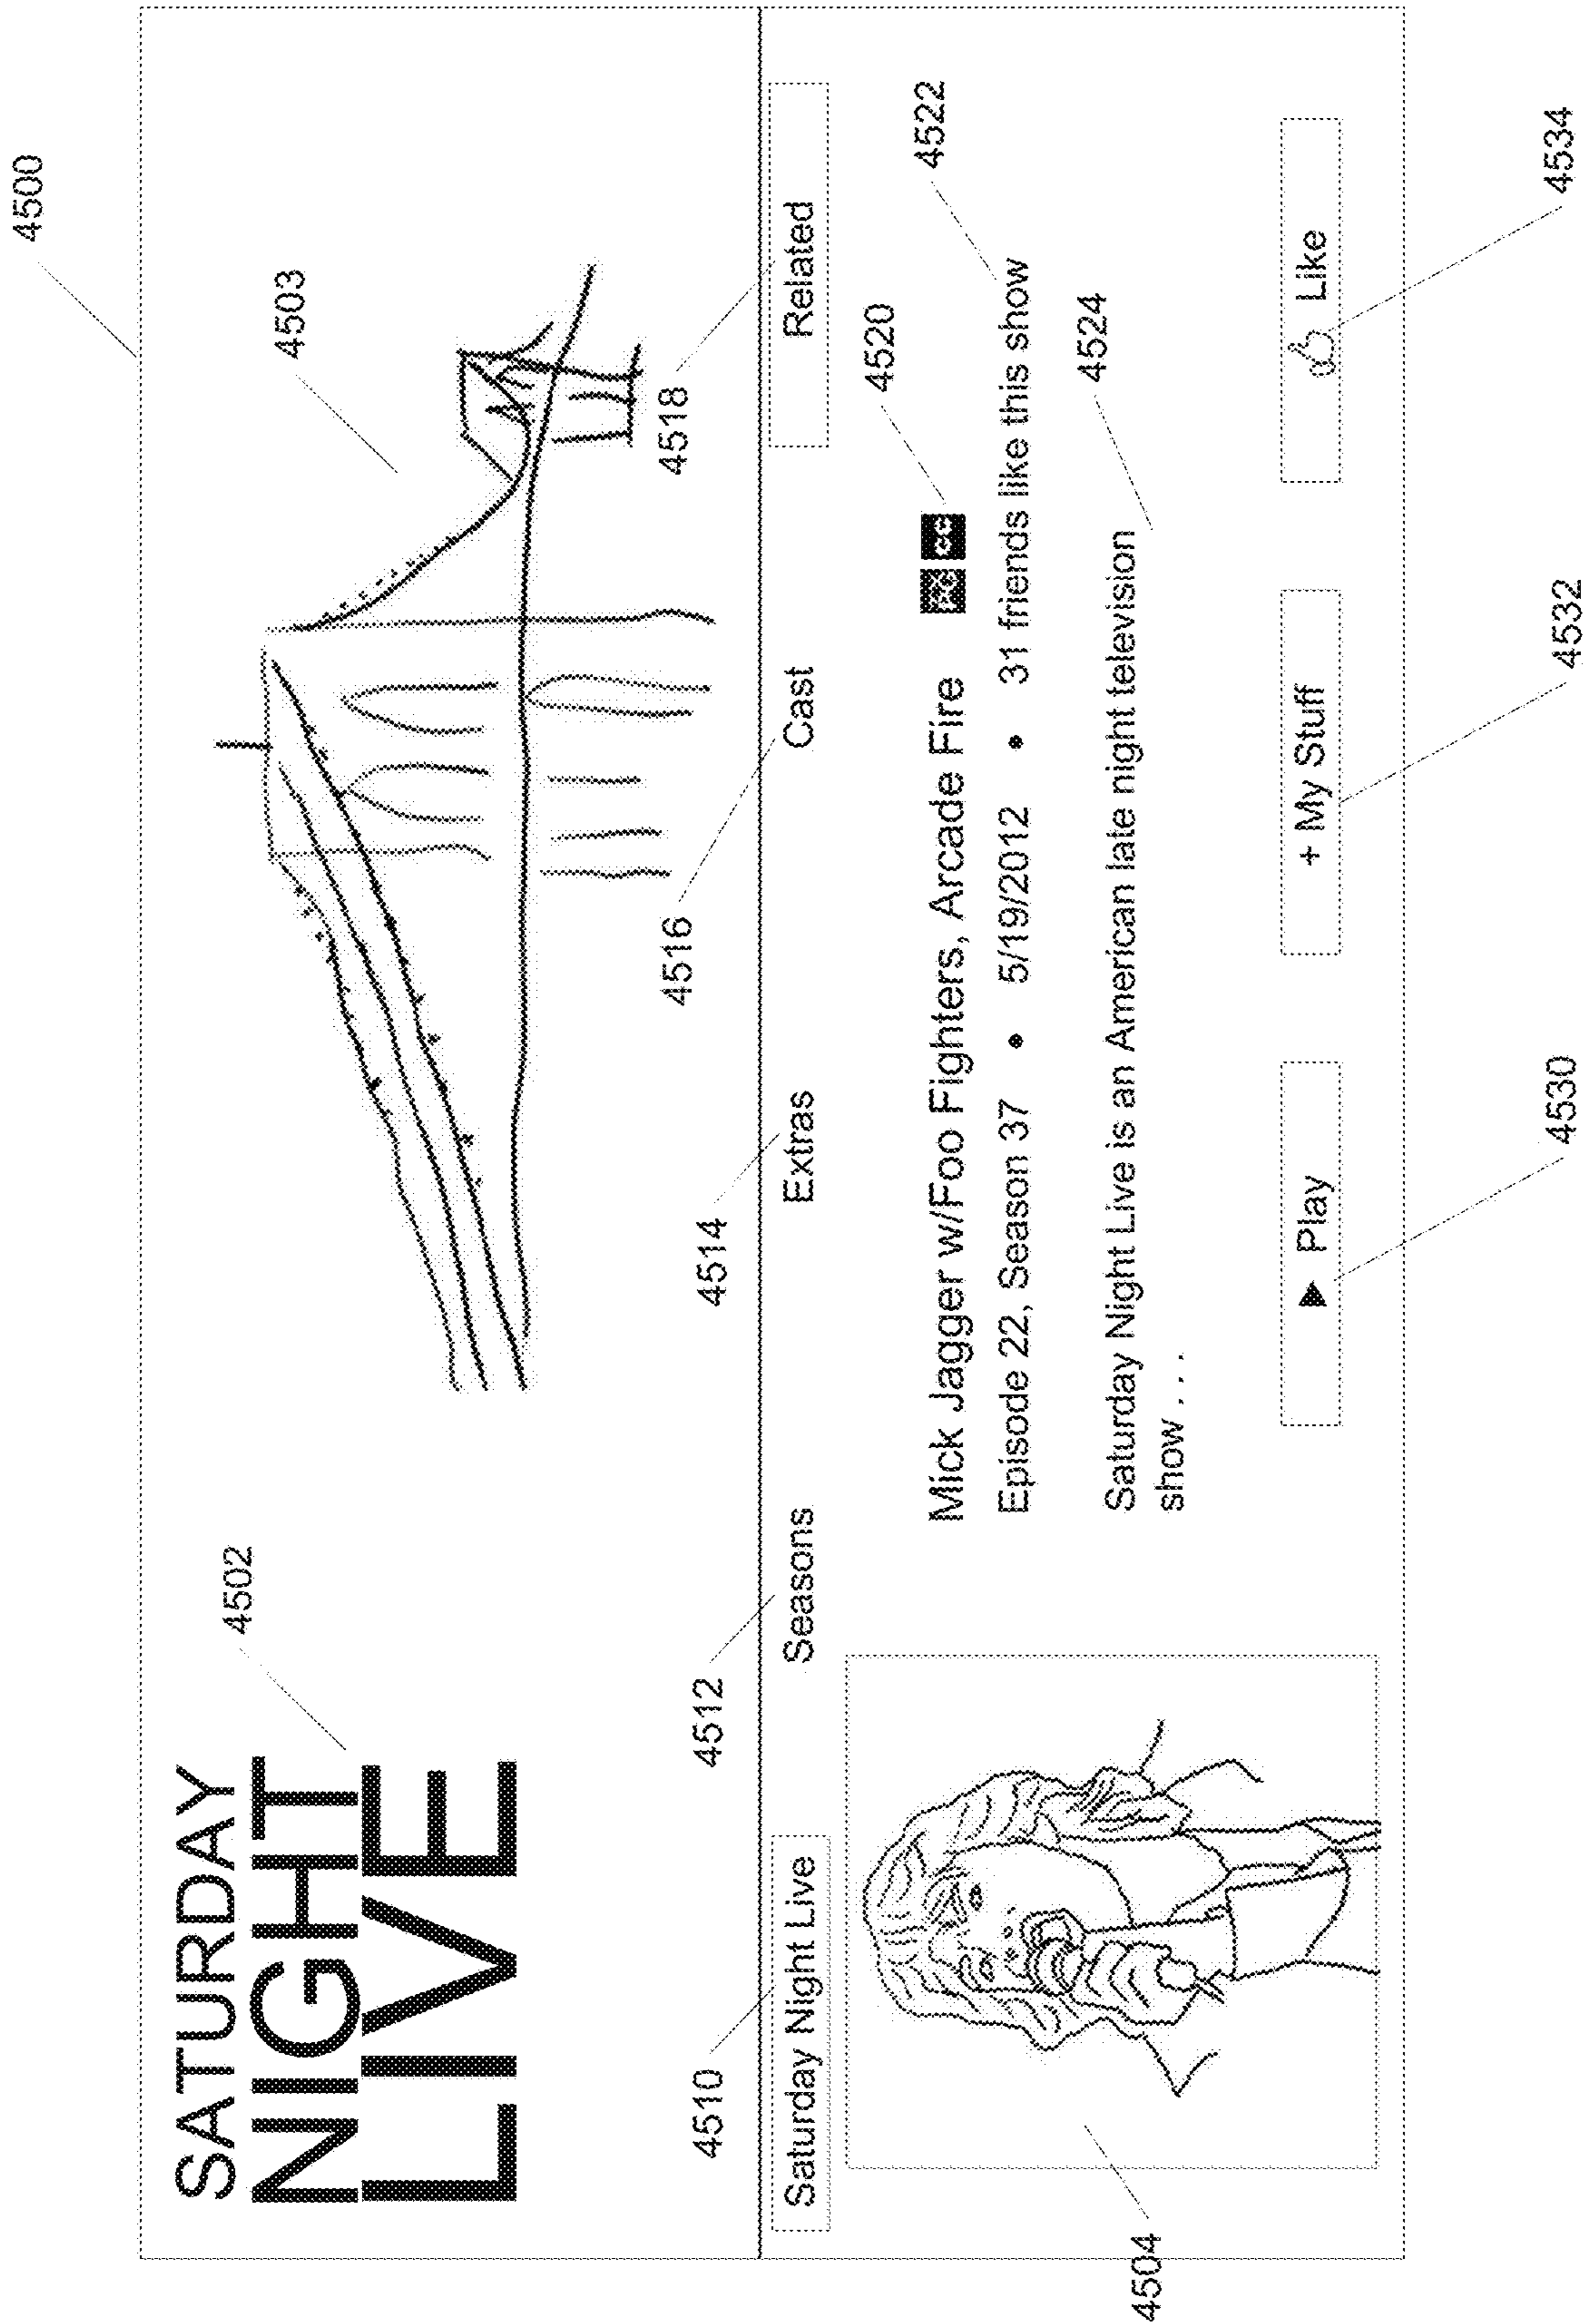 4500
4502
4503
SATURDAY
NIGHT
LIVE
4510
4512
4514
4516
4518
Saturday Night Live
Seasons
Extras
Cast
Related
4520
4522
Mick Jagger w/Foo Fighters, Arcade Fire CC
Episode 22, Season 37 • 5/19/2012 • 31 friends like this show
4524
Saturday Night Live is an American late night television
show . . .
▶ Play
+ My Stuff
Like
4504
4530
4532
4534